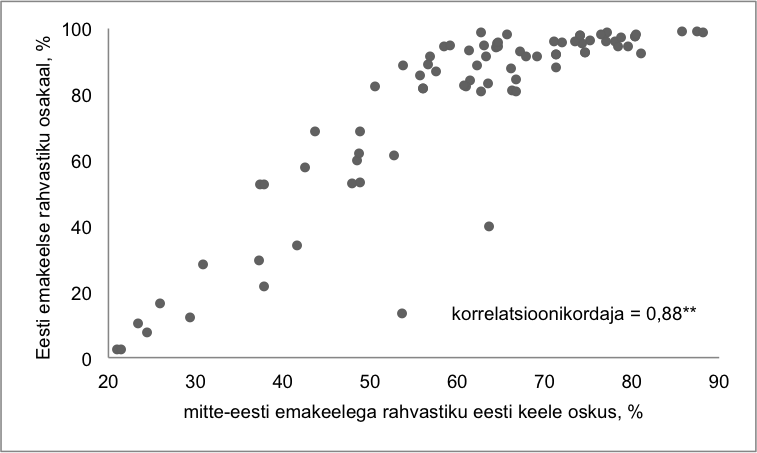 Eesti emakeelse rahvastiku osakaal, %
100
80
60
40
20
0
korrelatsioonikordaja = 0,88**
20 30 40 50 60 70 80 90
mitte-eesti emakeelega rahvastiku eesti keele oskus, %